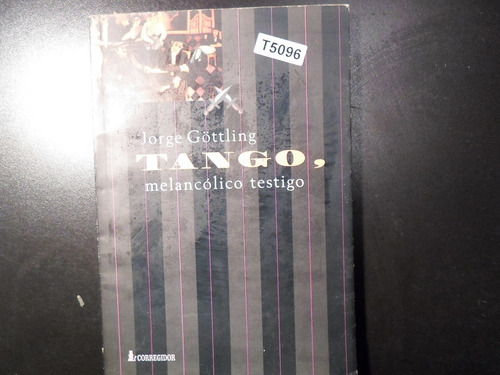 T5096
Jorge Göttling
TANGO,
melancólico testigo
CORREGIDOR